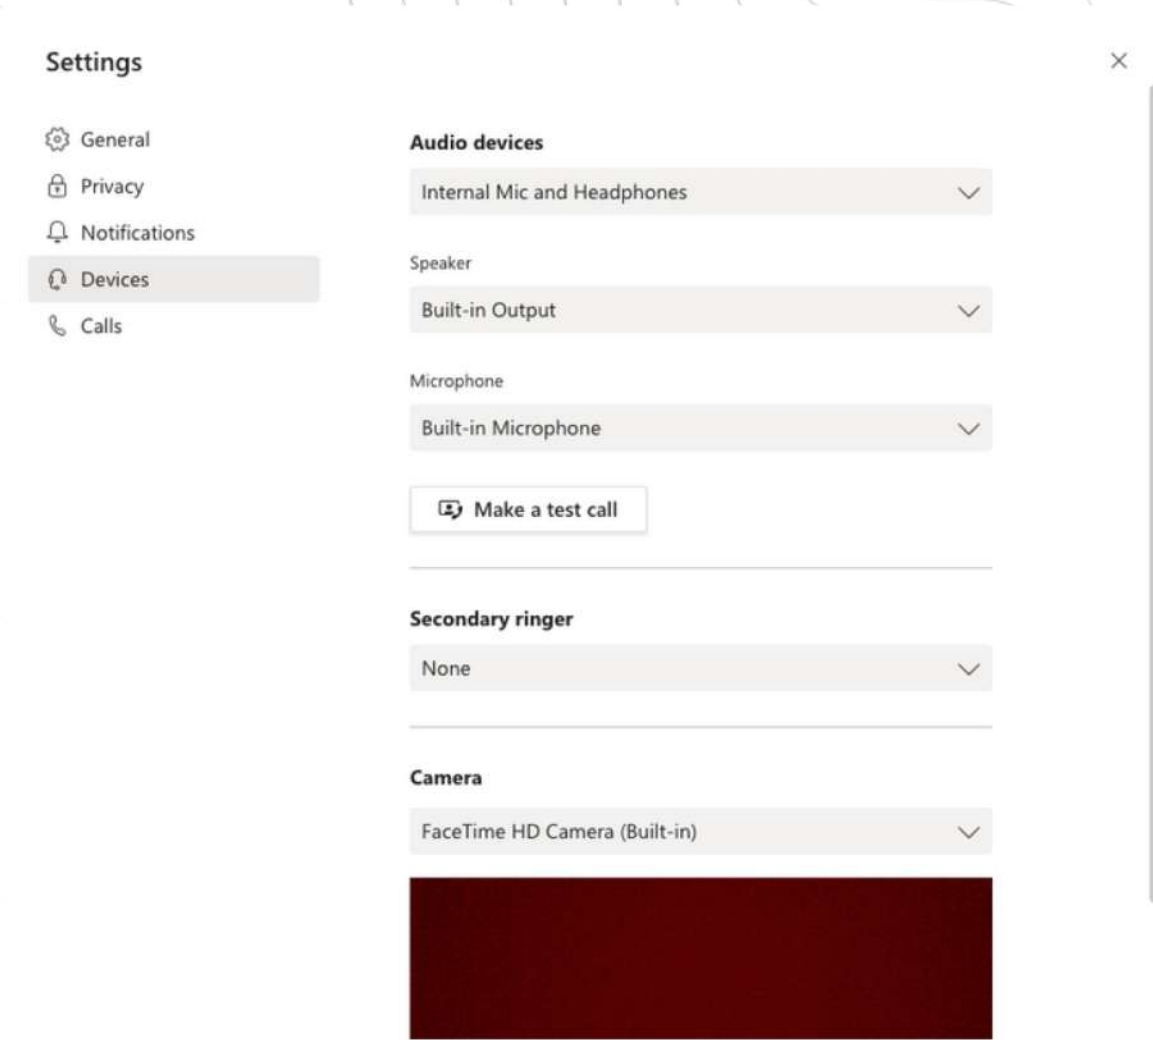 Settings
General
Privacy
Notifications
Devices
Calls
Audio devices
Internal Mic and Headphones
Speaker
Built-in Output
Microphone
Built-in Microphone
Make a test call
Secondary ringer
None
Camera
FaceTime HD Camera (Built-in)